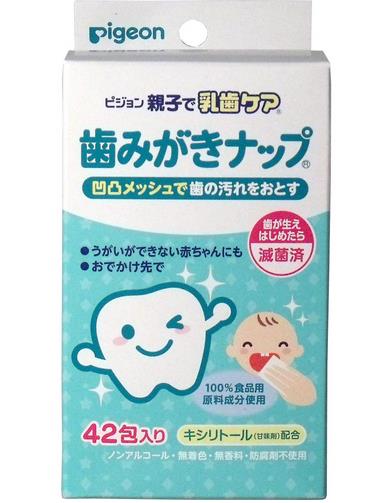 Pigeon
ピジョン 親子で乳歯ケア®
歯みがきナップ®
凹凸メッシュで歯の汚れをおとす
歯が生え
はじめたら
滅菌済
●うがいができない赤ちゃんにも
●おでかけ先で
100%食品用
原料成分使用
42包入り
キシリトール(甘味剤)配合
ノンアルコール・無着色・無香料・防腐剤不使用